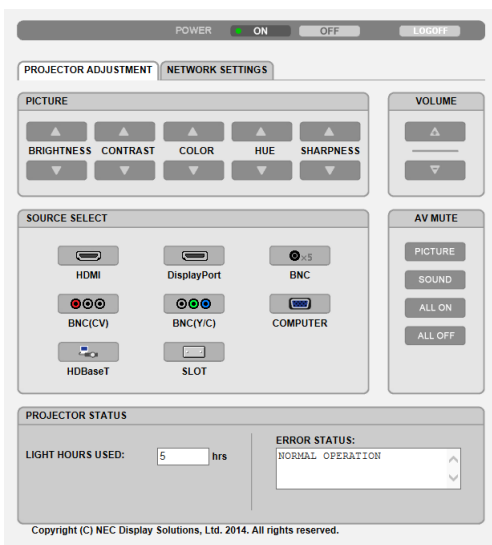 POWER ON OFF LOGOFF
PROJECTOR ADJUSTMENT NETWORK SETTINGS
PICTURE
BRIGHTNESS CONTRAST COLOR HUE SHARPNESS
VOLUME
SOURCE SELECT
HDMI DisplayPort ×5 BNC
BNC(CV) BNC(Y/C) COMPUTER
HDBaseT SLOT
AV MUTE
PICTURE
SOUND
ALL ON
ALL OFF
PROJECTOR STATUS
LIGHT HOURS USED: 5 hrs
ERROR STATUS:
NORMAL OPERATION
Copyright (C) NEC Display Solutions, Ltd. 2014. All rights reserved.